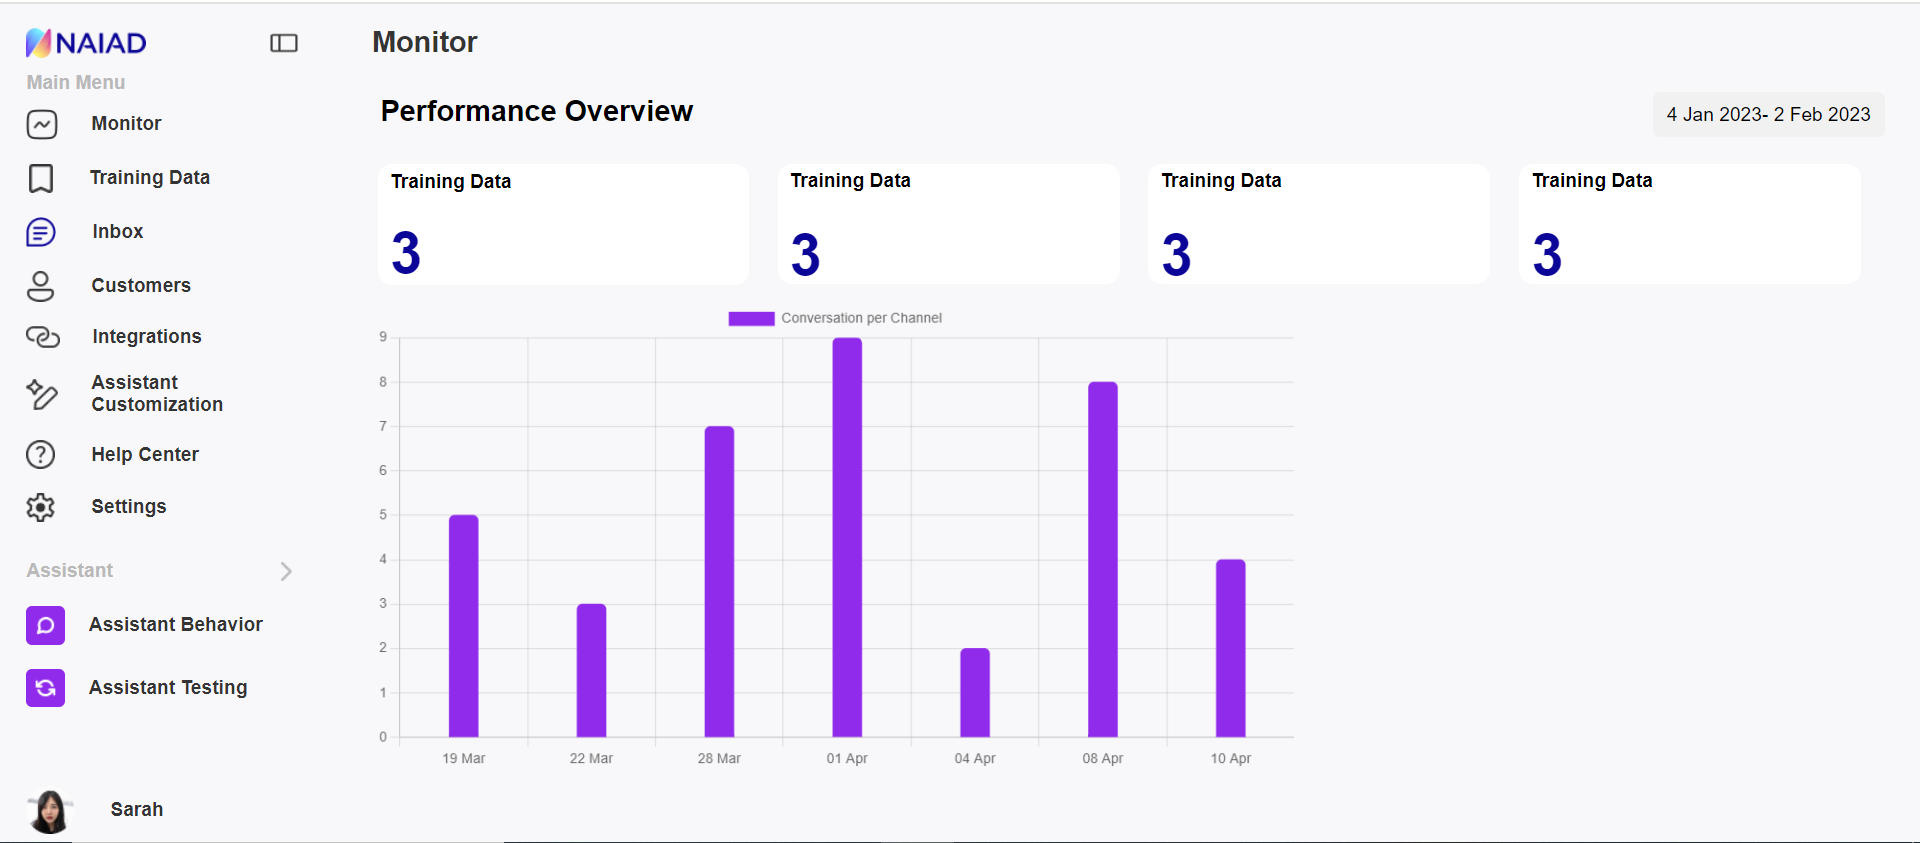 NAIAD
Main Menu
Monitor
Training Data
Inbox
Customers
Integrations
Assistant
Customization
Help Center
Settings
Assistant
Assistant Behavior
Assistant Testing
Sarah
Monitor
Performance Overview
4 Jan 2023- 2 Feb 2023
Training Data
3
Training Data
3
Training Data
3
Training Data
3
Conversation per Channel
9
8
7
6
5
4
3
2
1
0
19 Mar
22 Mar
28 Mar
01 Apr
04 Apr
08 Apr
10 Apr